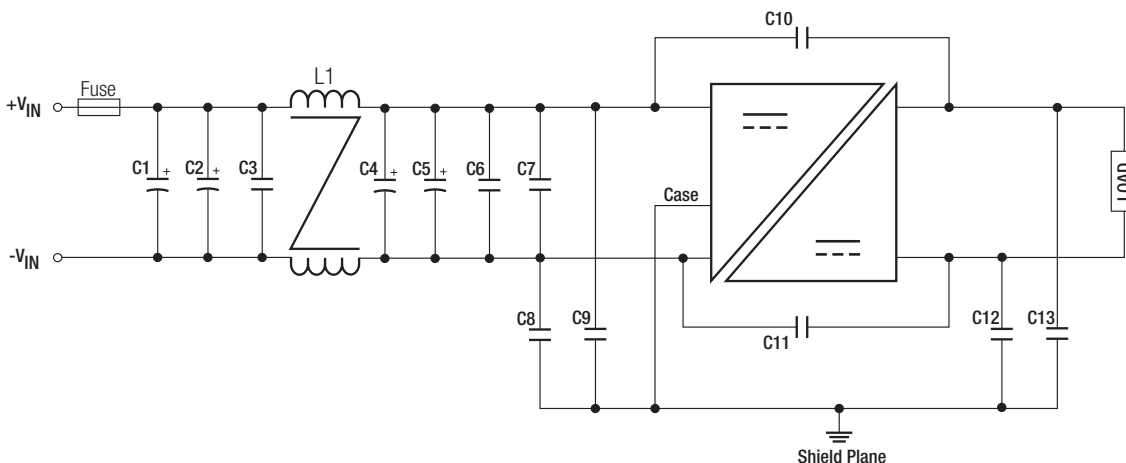 C10
L1
Fuse
+VIN
C1 +
C2 +
C3
C4 +
C5 +
C6
C7
Case
LOAD
-VIN
C8
C9
C11
C12
C13
Shield Plane